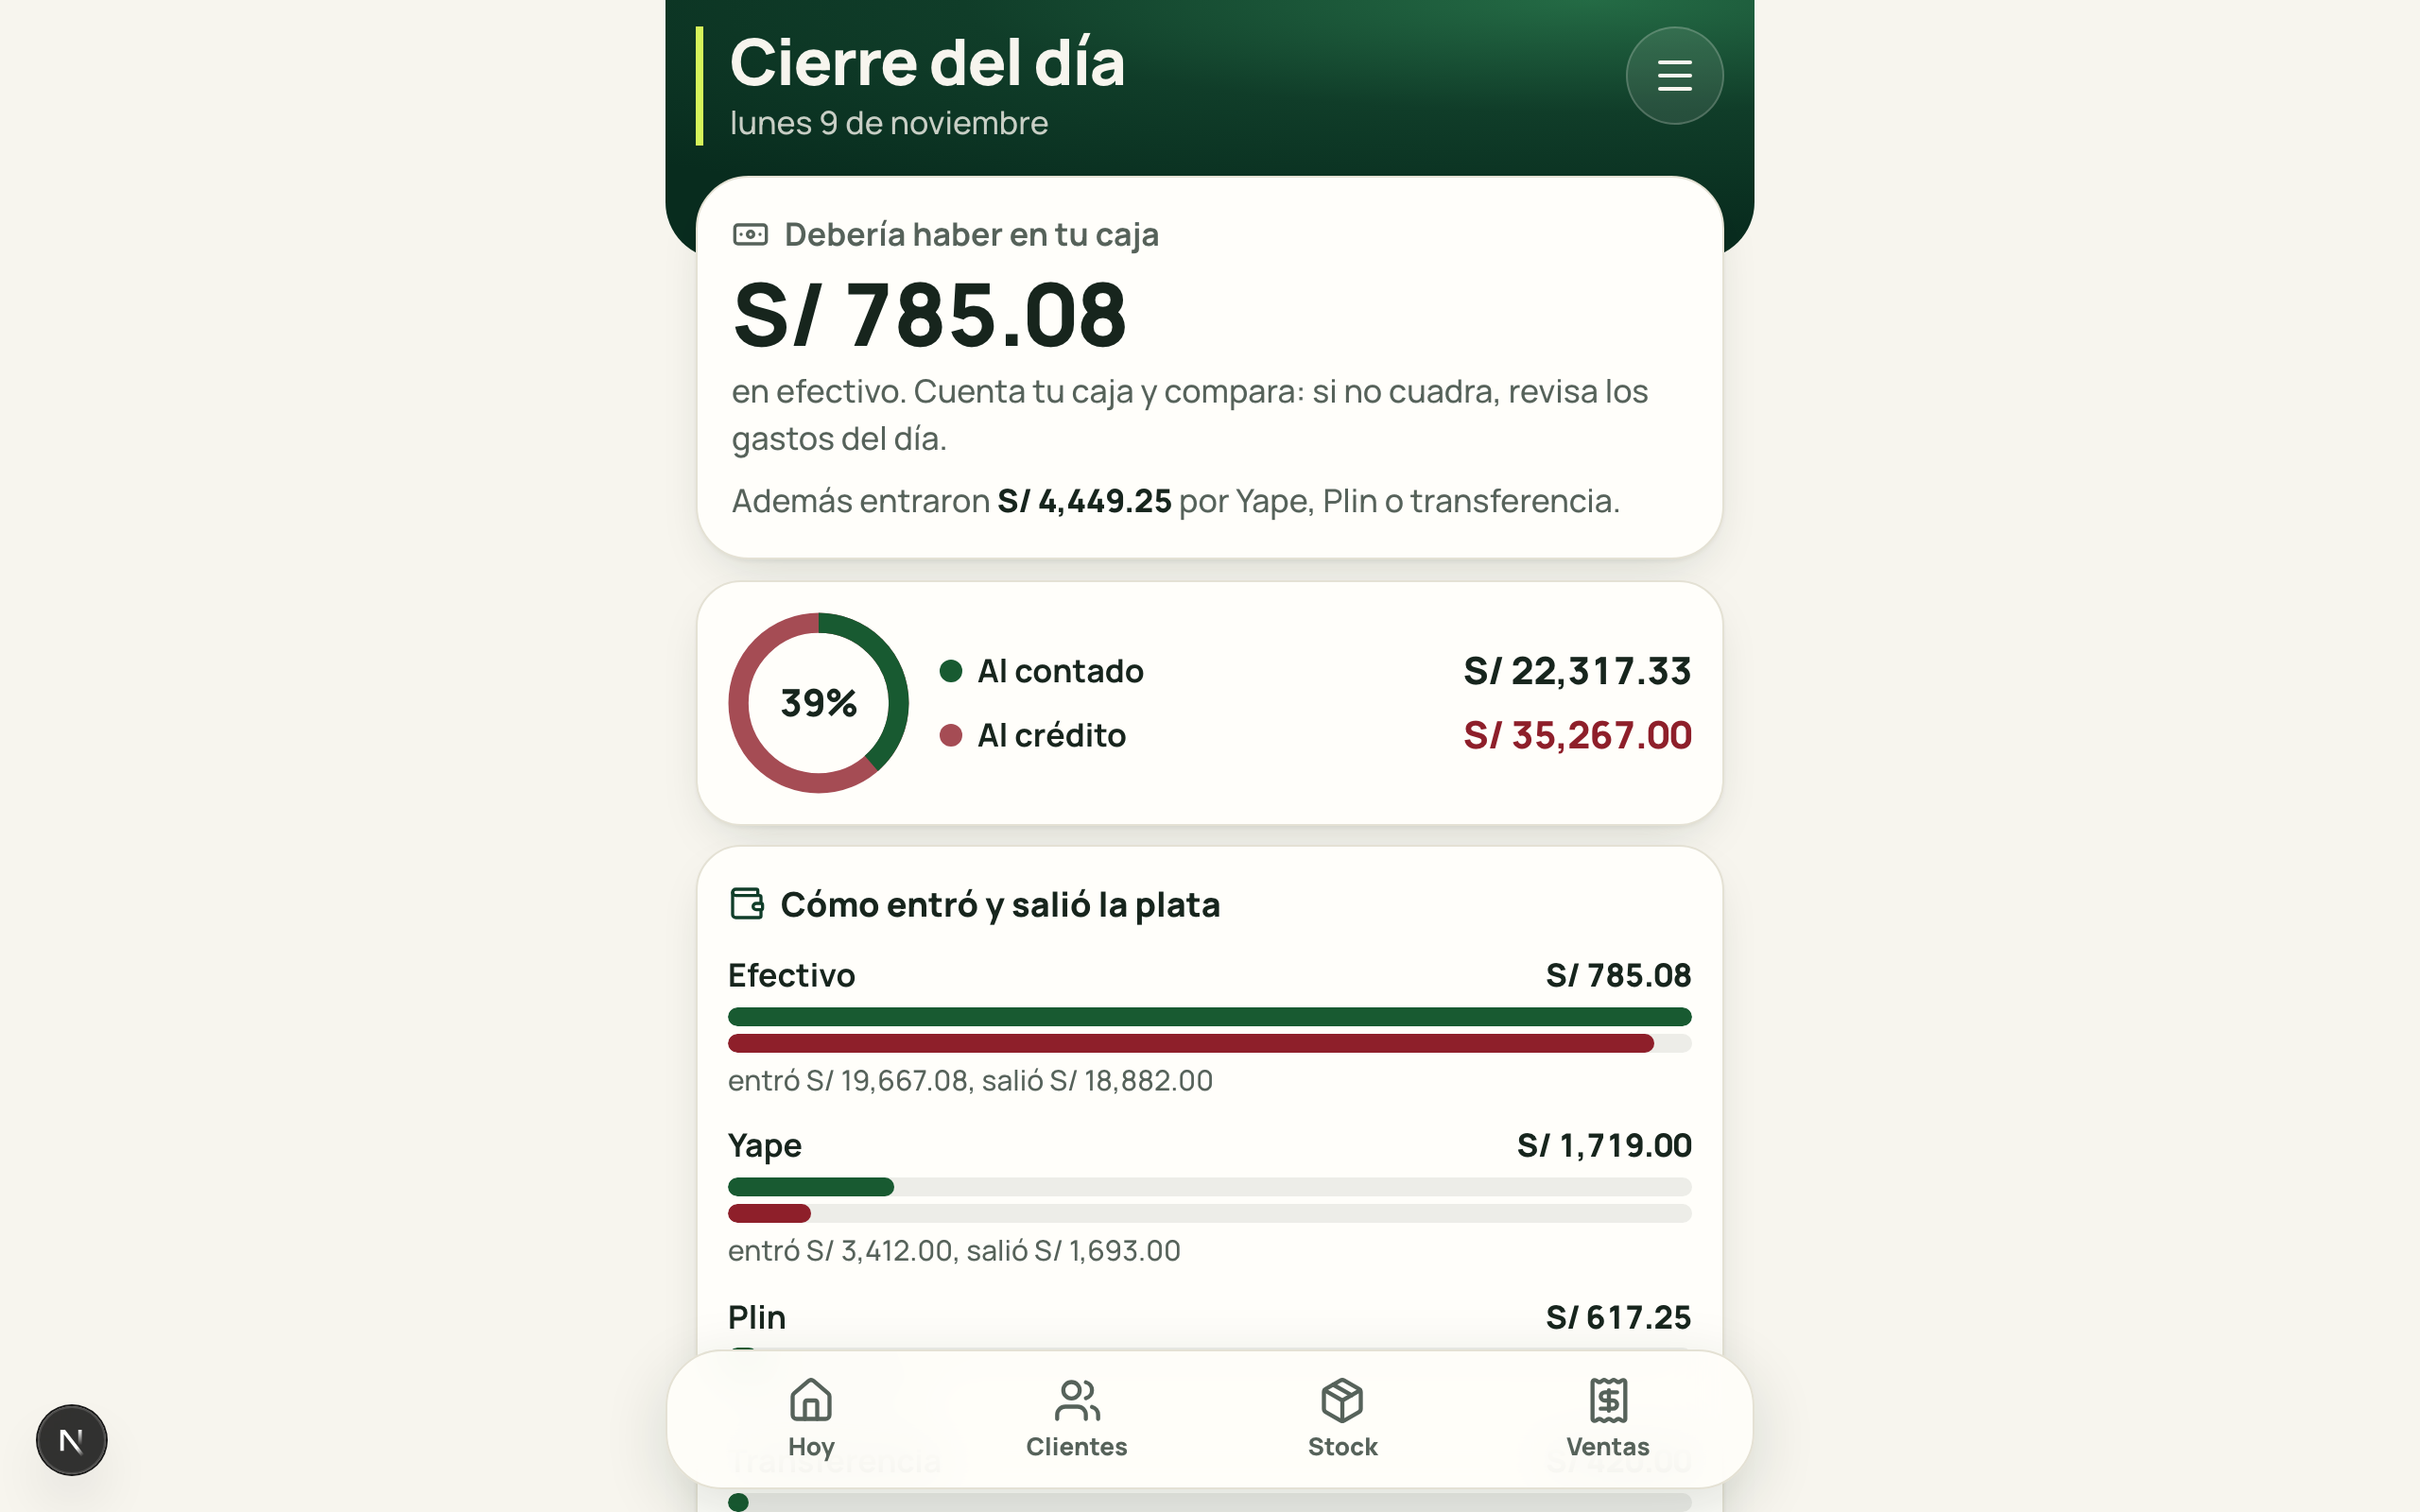 Cierre del día
lunes 9 de noviembre
Debería haber en tu caja
S/ 785.08
en efectivo. Cuenta tu caja y compara: si no cuadra, revisa los
gastos del día.
Además entraron S/ 4,449.25 por Yape, Plin o transferencia.
39%
Al contado S/ 22,317.33
Al crédito S/ 35,267.00
Cómo entró y salió la plata
Efectivo S/ 785.08
entró S/ 19,667.08, salió S/ 18,882.00
Yape S/ 1,719.00
entró S/ 3,412.00, salió S/ 1,693.00
Plin S/ 617.25
Transferencia S/ 420.00
Hoy Clientes Stock Ventas
N